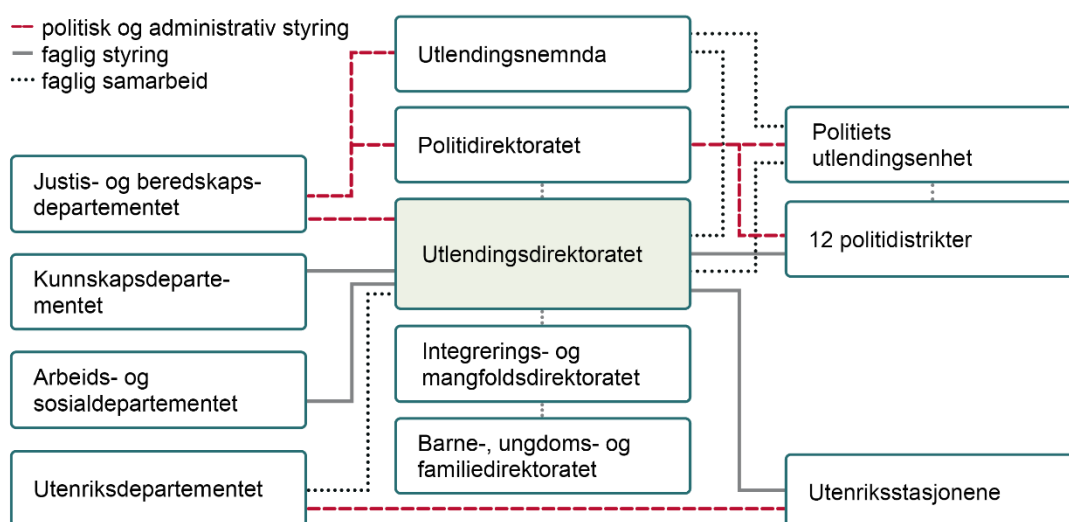 politisk og administrativ styring
faglig styring
faglig samarbeid
Utlendingsnemnda
Politidirektoratet
Politiets
utlendingsenhet
Justis- og beredskaps-
departementet
Utlendingsdirektoratet
12 politidistrikter
Kunnskapsdeparte-
mentet
Integrerings- og
mangfoldsdirektoratet
Arbeids- og
sosialdepartementet
Barne-, ungdoms- og
familiedirektoratet
Utenriksdepartementet
Utenriksstasjonene